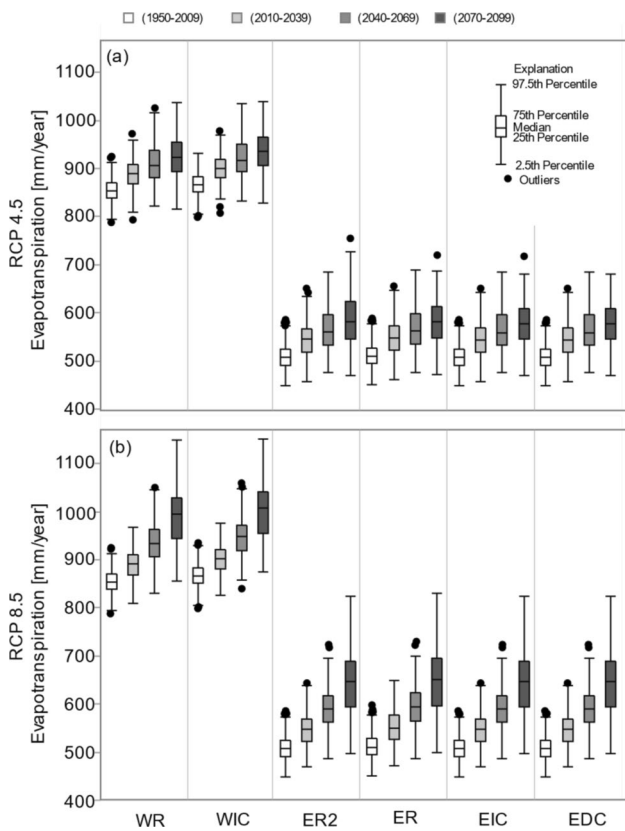 (1950-2009) (2010-2039) (2040-2069) (2070-2099)
(a)
Explanation
97.5th Percentile
75th Percentile
Median
25th Percentile
2.5th Percentile
Outliers
RCP 4.5
Evapotranspiration [mm/year]
1100
1000
900
800
700
600
500
400
(b)
RCP 8.5
Evapotranspiration [mm/year]
1100
1000
900
800
700
600
500
400
WR WIC ER2 ER EIC EDC